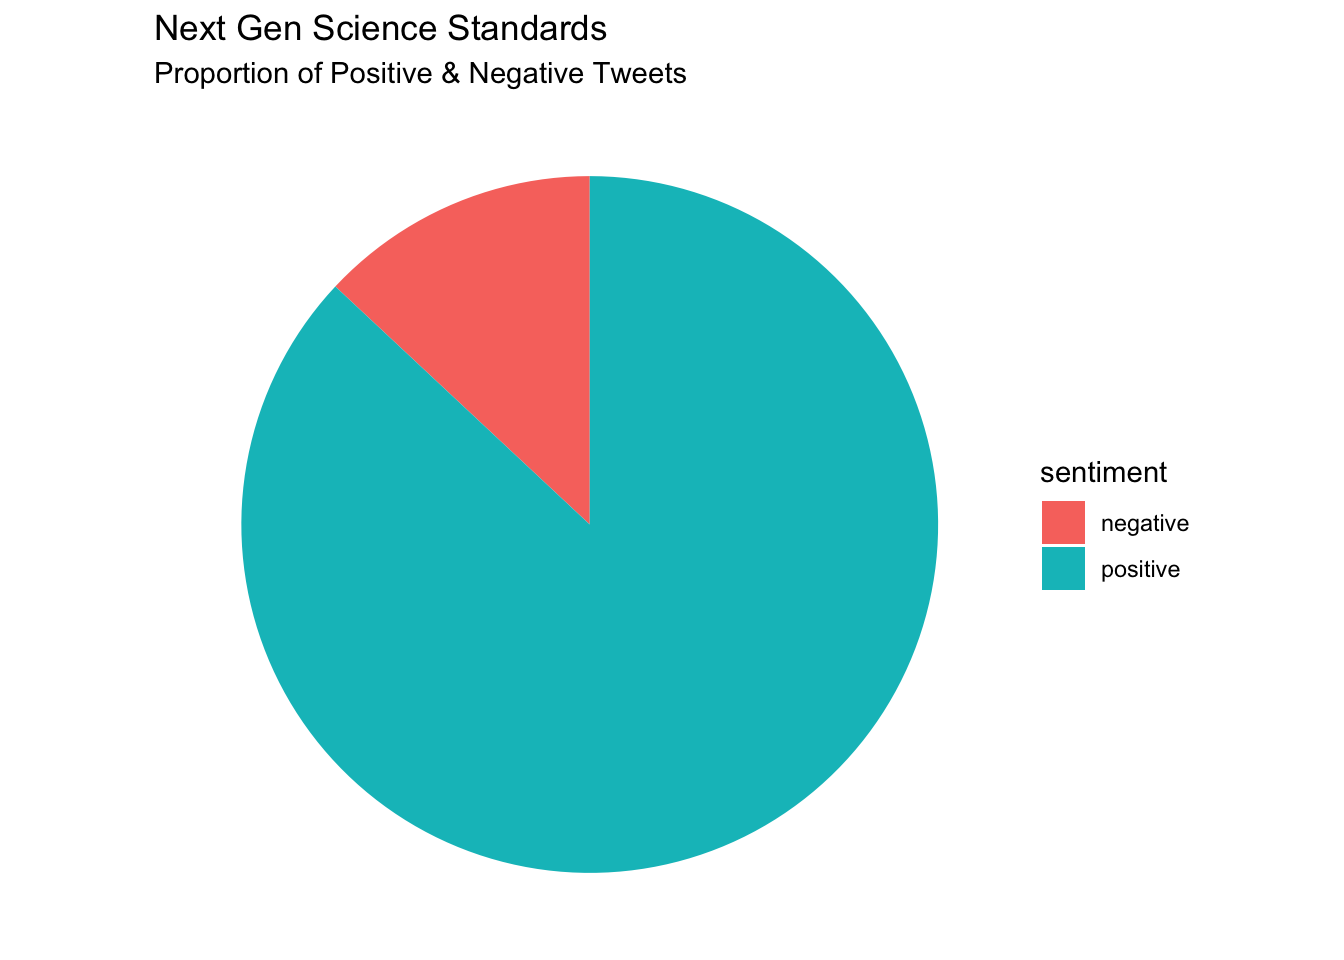 Next Gen Science Standards
Proportion of Positive & Negative Tweets
sentiment
negative
positive